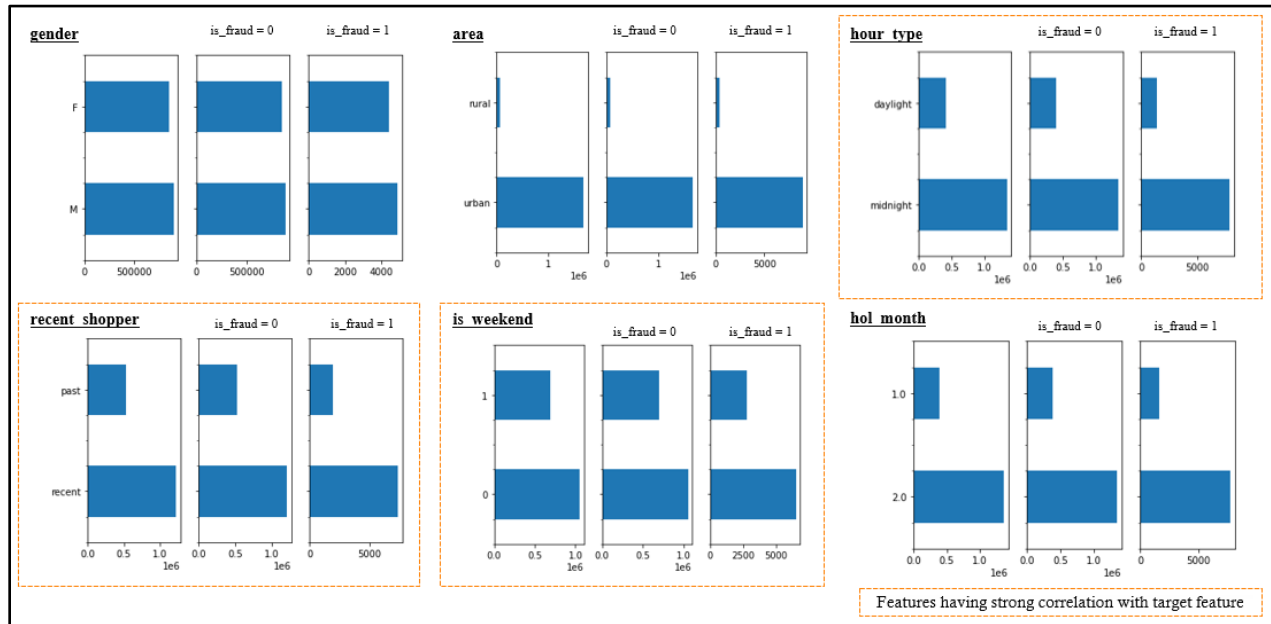 gender
is_fraud = 0
is_fraud = 1
F
M
0
500000
0
500000
0
2000
4000
area
is_fraud = 0
is_fraud = 1
rural
urban
0
1
1e6
0
1
1e6
0
5000
hour_type
is_fraud = 0
is_fraud = 1
daylight
midnight
0.0
0.5
1.0
1e6
0.0
0.5
1.0
1e6
0
5000
recent_shopper
is_fraud = 0
is_fraud = 1
past
recent
0.0
0.5
1.0
1e6
0.0
0.5
1.0
1e6
0
5000
is_weekend
is_fraud = 0
is_fraud = 1
1
0
0.0
0.5
1.0
1e6
0.0
0.5
1.0
1e6
0
2500
5000
hol_month
is_fraud = 0
is_fraud = 1
1.0
2.0
0.0
0.5
1.0
1e6
0.0
0.5
1.0
1e6
0
5000
Features having strong correlation with target feature